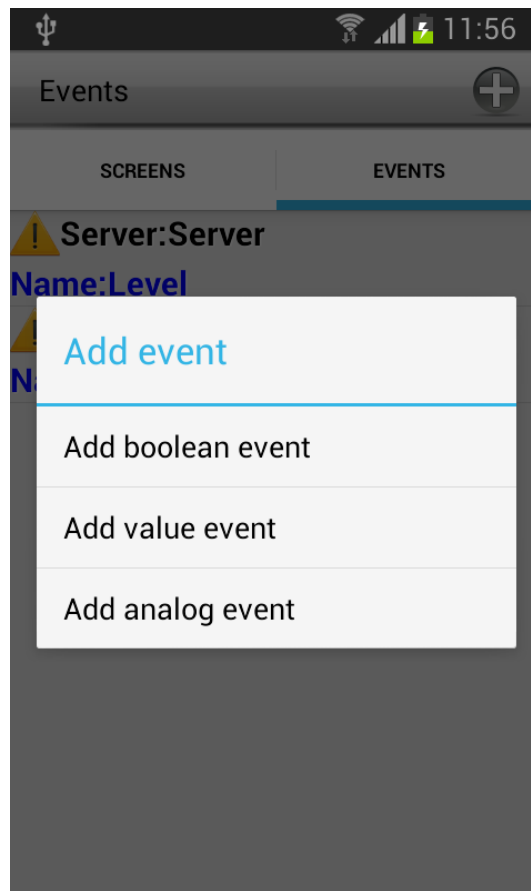 11:56
Events
SCREENS
EVENTS
Server:Server
Name:Level
Add event
Add boolean event
Add value event
Add analog event